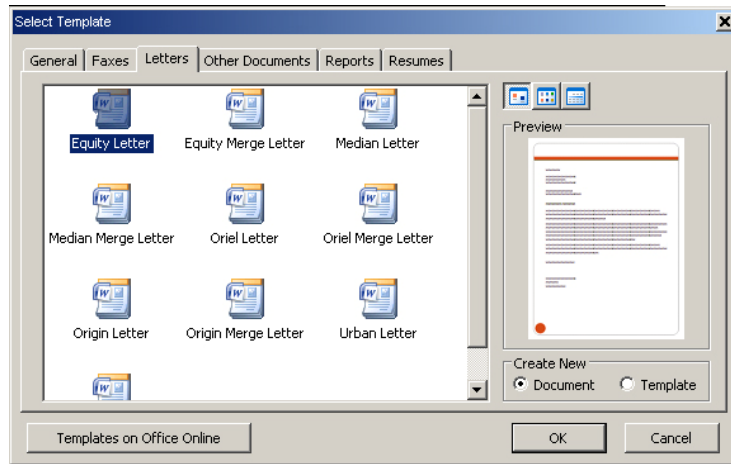 Select Template
General Faxes Letters Other Documents Reports Resumes
Equity Letter Equity Merge Letter Median Letter
Preview
Median Merge Letter Oriel Letter Oriel Merge Letter
Origin Letter Origin Merge Letter Urban Letter
Create New
Document Template
Templates on Office Online OK Cancel